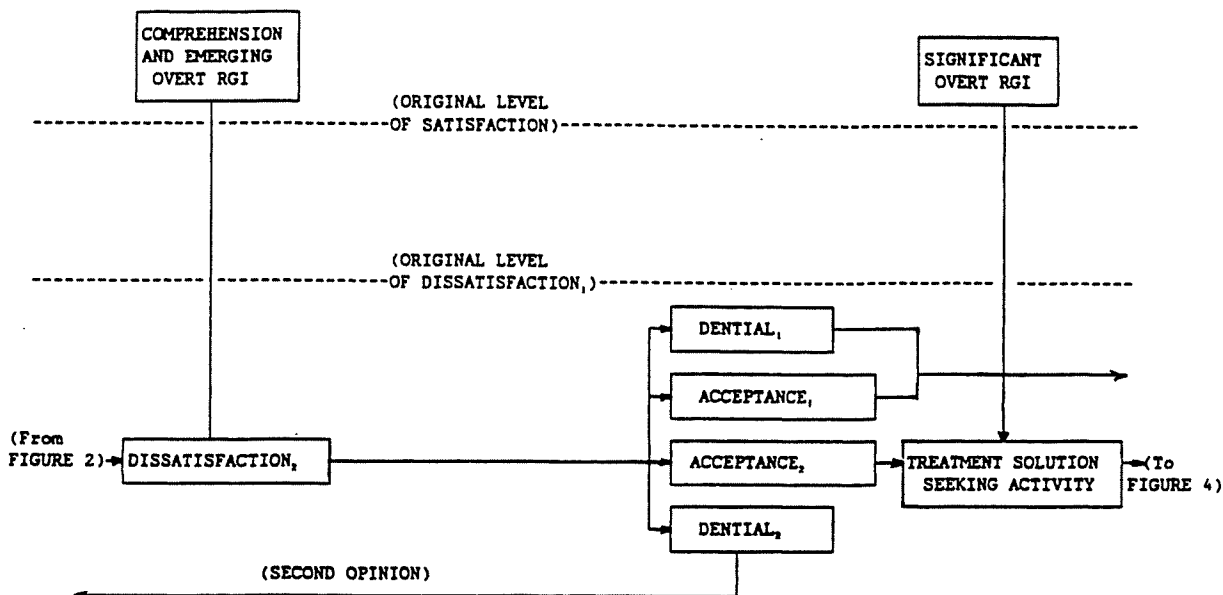 COMPREHENSION
AND EMERGING
OVERT RGI
SIGNIFICANT
OVERT RGI
(ORIGINAL LEVEL
OF SATISFACTION)
(ORIGINAL LEVEL
OF DISSATISFACTION₁)
DENTIAL₁
ACCEPTANCE₁
(From
FIGURE 2)
DISSATISFACTION₂
ACCEPTANCE₂
TREATMENT SOLUTION
SEEKING ACTIVITY
(To
FIGURE 4)
DENTIAL₂
(SECOND OPINION)